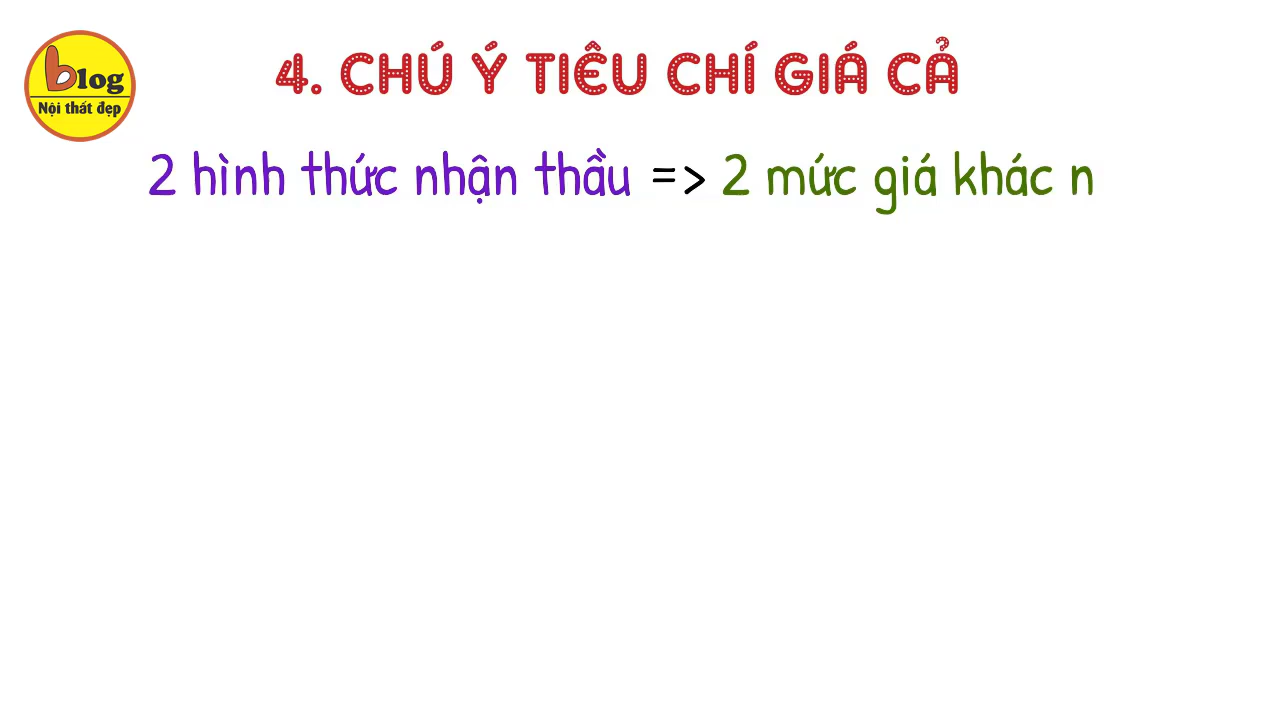 blog
Nội thất đẹp
4. CHÚ Ý TIÊU CHÍ GIÁ CẢ
2 hình thức nhận thầu => 2 mức giá khác n